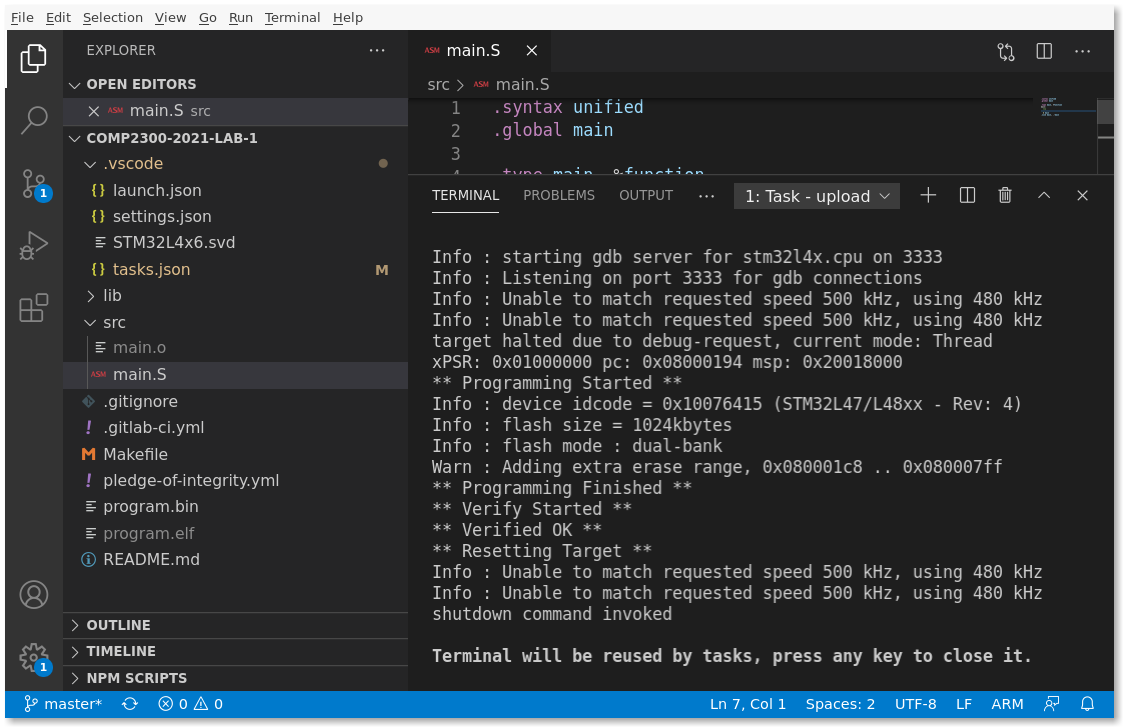 File Edit Selection View Go Run Terminal Help
EXPLORER
OPEN EDITORS
ASM main.S src
COMP2300-2021-LAB-1
.vscode
{} launch.json
{} settings.json
STM32L4x6.svd
{} tasks.json M
lib
src
main.o
ASM main.S
.gitignore
! .gitlab-ci.yml
M Makefile
! pledge-of-integrity.yml
program.bin
program.elf
README.md
OUTLINE
TIMELINE
NPM SCRIPTS
1
1
ASM main.S
src > ASM main.S
1 .syntax unified
2 .global main
3
4 .type main, %function
TERMINAL PROBLEMS OUTPUT ... 1: Task - upload
Info : starting gdb server for stm32l4x.cpu on 3333
Info : Listening on port 3333 for gdb connections
Info : Unable to match requested speed 500 kHz, using 480 kHz
Info : Unable to match requested speed 500 kHz, using 480 kHz
target halted due to debug-request, current mode: Thread
xPSR: 0x01000000 pc: 0x08000194 msp: 0x20018000
** Programming Started **
Info : device idcode = 0x10076415 (STM32L47/L48xx - Rev: 4)
Info : flash size = 1024kbytes
Info : flash mode : dual-bank
Warn : Adding extra erase range, 0x080001c8 .. 0x080007ff
** Programming Finished **
** Verify Started **
** Verified OK **
** Resetting Target **
Info : Unable to match requested speed 500 kHz, using 480 kHz
Info : Unable to match requested speed 500 kHz, using 480 kHz
shutdown command invoked
Terminal will be reused by tasks, press any key to close it.
master* 0 0 Ln 7, Col 1 Spaces: 2 UTF-8 LF ARM